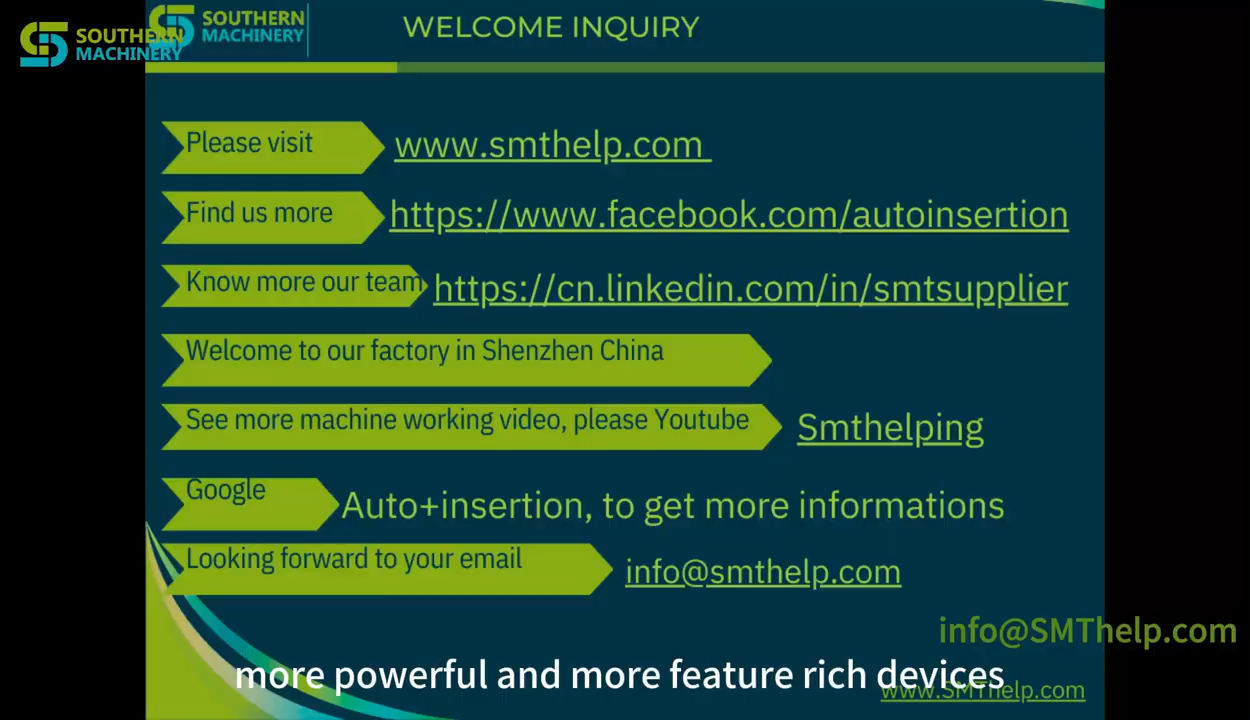 SOUTHERN
MACHINERY
SOUTHERN
MACHINERY
WELCOME INQUIRY
Please visit
www.smthelp.com
Find us more
https://www.facebook.com/autoinsertion
Know more our team
https://cn.linkedin.com/in/smtsupplier
Welcome to our factory in Shenzhen China
See more machine working video, please Youtube
Smthelping
Google
Auto+insertion, to get more informations
Looking forward to your email
info@smthelp.com
info@SMThelp.com
more powerful and more feature rich devices
www.SMThelp.com